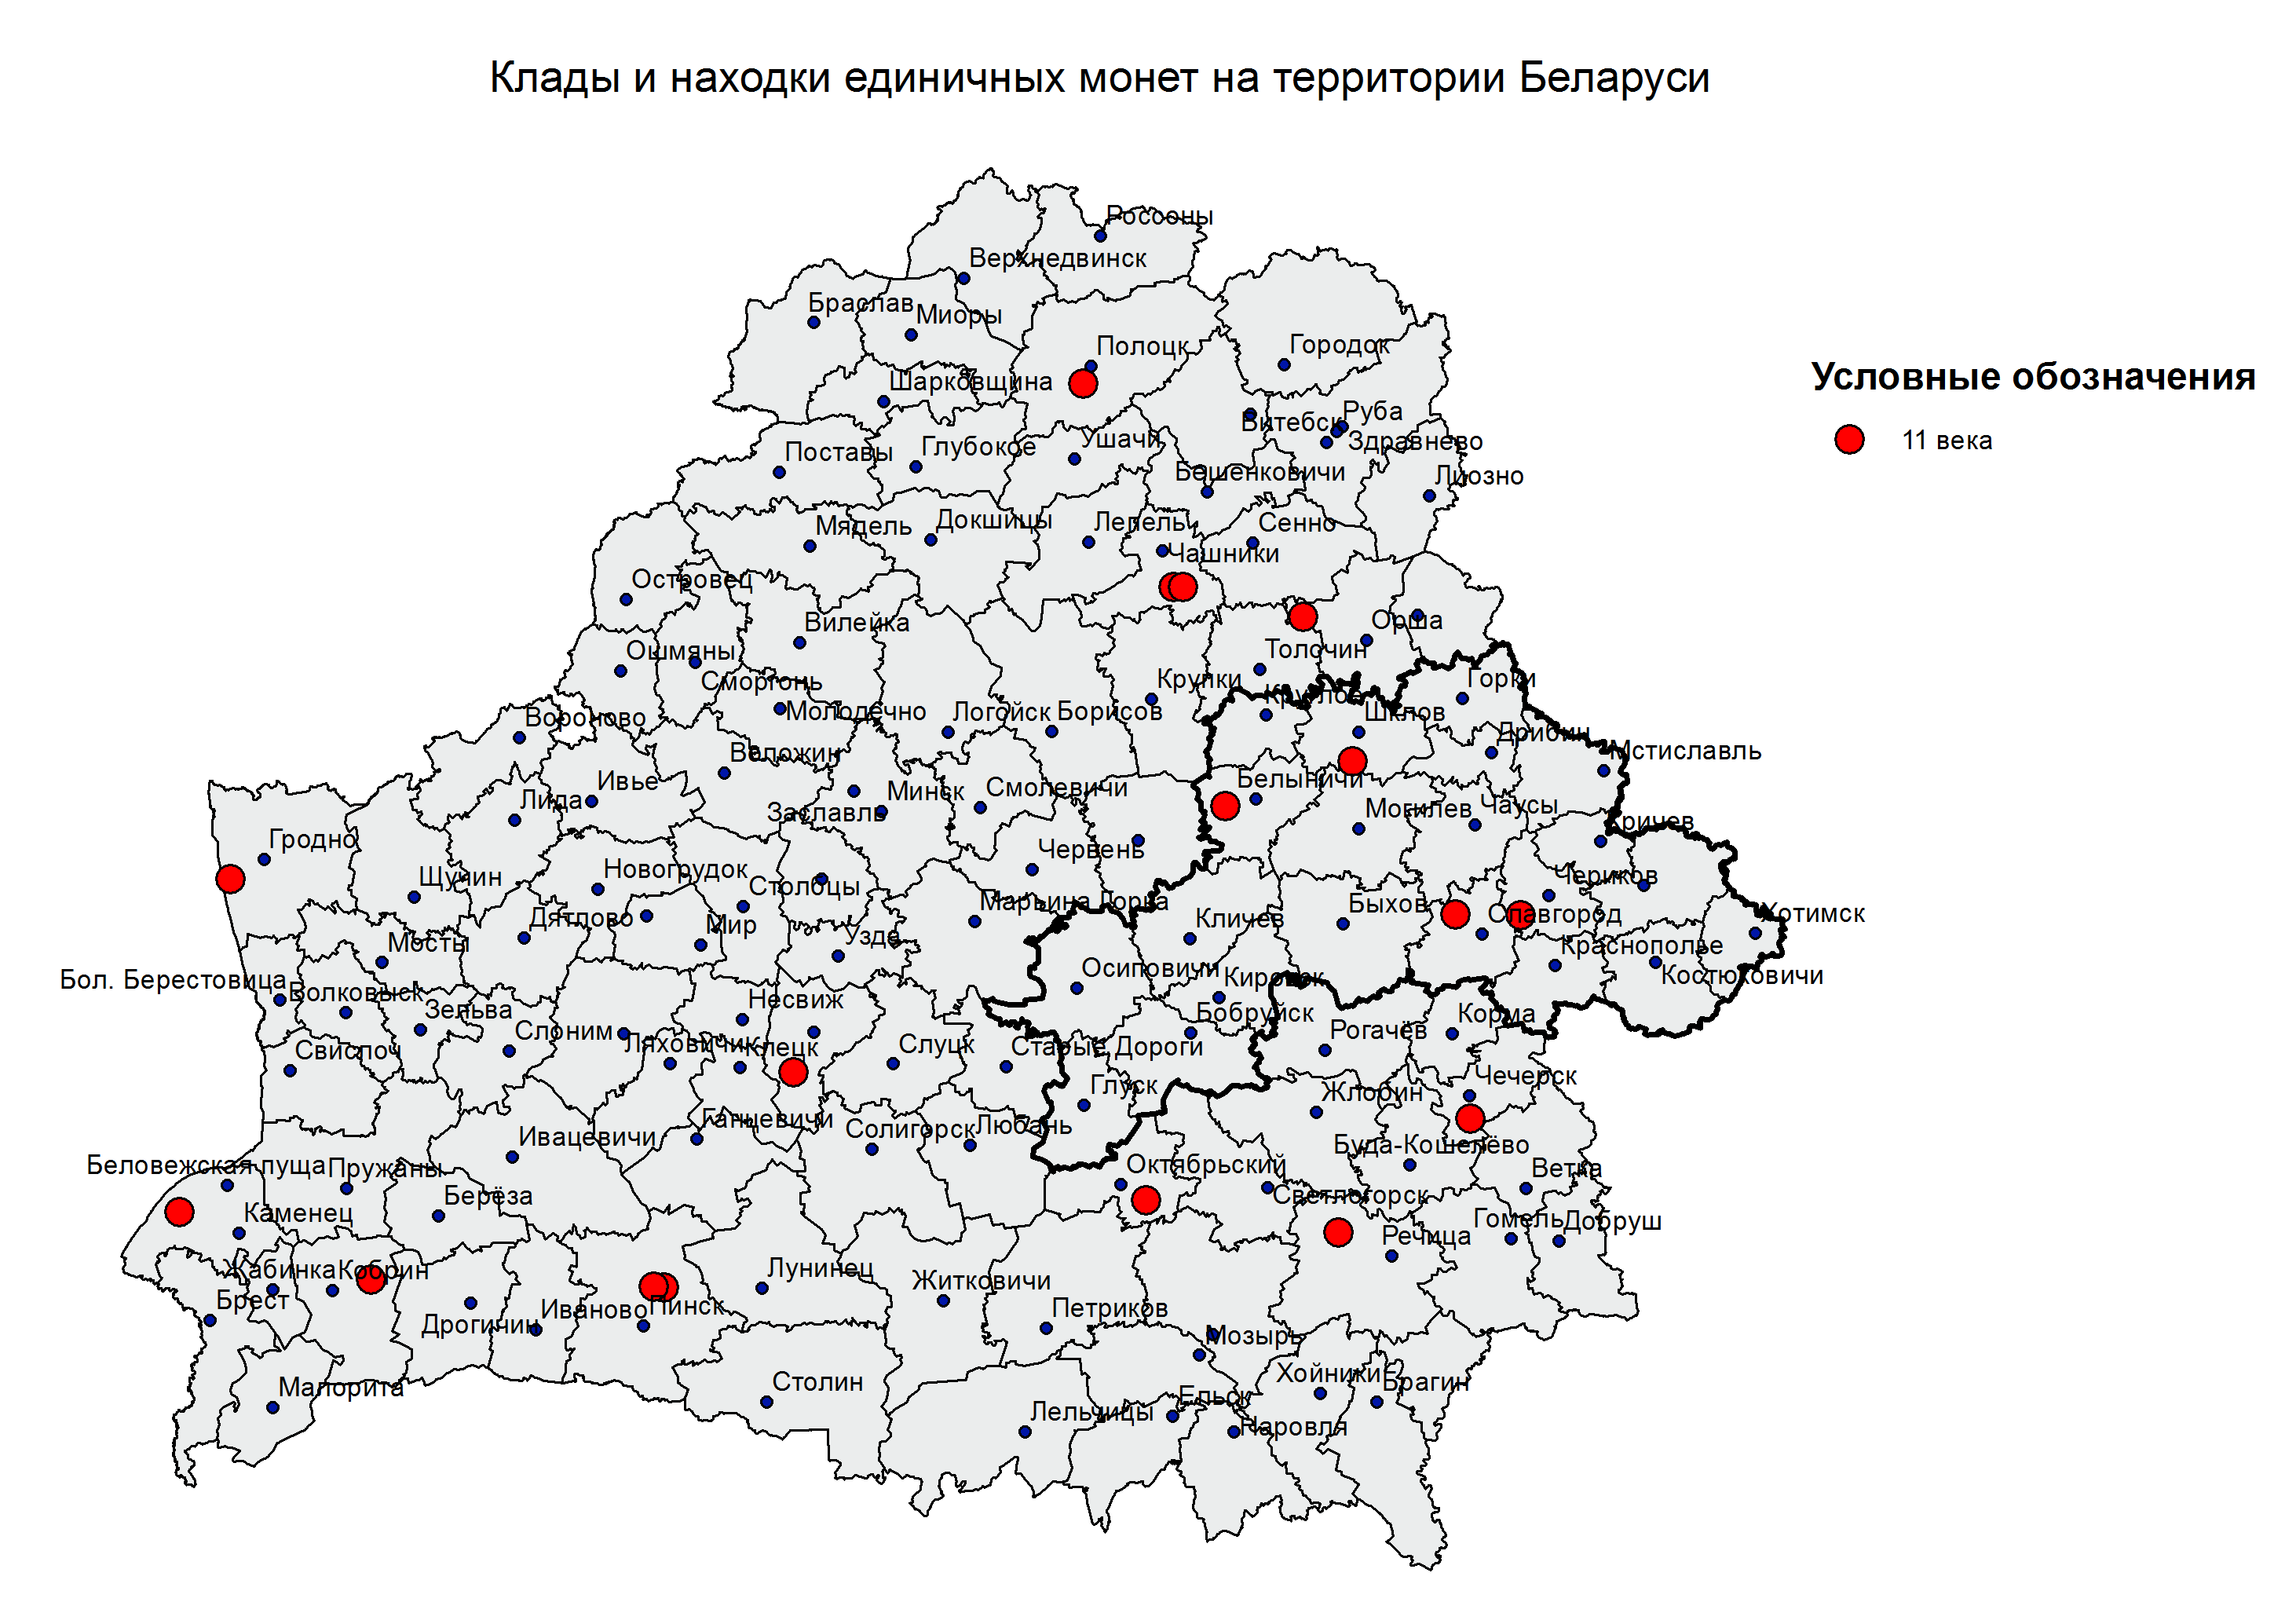 Клады и находки единичных монет на территории Беларуси
Россоны
Верхнедвинск
Браслав
Миоры
Полоцк
Городок
Условные обозначения
Шарковщина
11 века
Витебск
Руба
Здравнево
Ушачи
Глубокое
Поставы
Бешенковичи
Лиозно
Мядель
Докшицы
Лепель
Сенно
Чашники
Островец
Вилейка
Орша
Ошмяны
Толочин
Сморгонь
Крупки
Круглое
Горки
Вороново
Молодечно
Логойск
Борисов
Шклов
Дрибин
Мстиславль
Воложин
Ивье
Смолевичи
Белыничи
Лида
Заславль
Минск
Могилев
Чаусы
Кричев
Гродно
Червень
Щучин
Новогрудок
Столбцы
Чериков
Марьина Горка
Быхов
Славгород
Хотимск
Дятлово
Мир
Кличев
Мосты
Узда
Краснополье
Бол. Берестовица
Осиповичи
Кировск
Костюковичи
Волковыск
Несвиж
Зельва
Слоним
Бобруйск
Корма
Рогачёв
Свислоч
Ляховичик
Клецк
Слуцк
Старые Дороги
Чечерск
Глуск
Жлобин
Ганцевичи
Ивацевичи
Солигорск
Любань
Буда-Кошелёво
Беловежская пуща
Пружаны
Октябрьский
Ветка
Берёза
Светлогорск
Каменец
Речица
Гомель
Добруш
Жабинка
Кобрин
Лунинец
Житковичи
Брест
Иваново
Пинск
Петриков
Дрогичин
Мозырь
Малорита
Столин
Хойники
Брагин
Лельчицы
Ельск
Наровля